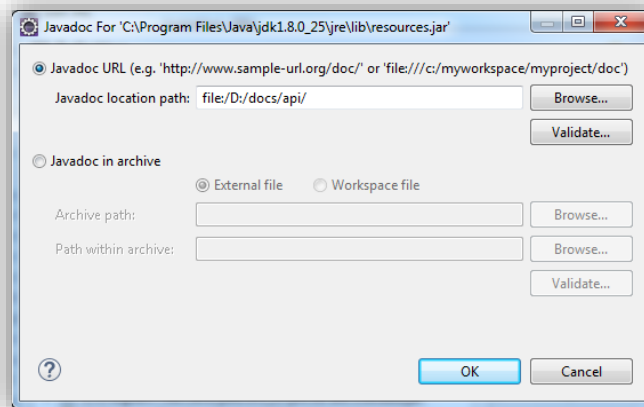 Javadoc For 'C:\Program Files\Java\jdk1.8.0_25\jre\lib\resources.jar'
Javadoc URL (e.g. 'http://www.sample-url.org/doc/' or 'file:///c:/myworkspace/myproject/doc')
Javadoc location path: file:/D:/docs/api/ Browse...
Validate...
Javadoc in archive
External file Workspace file
Archive path: Browse...
Path within archive: Browse...
Validate...
? OK Cancel